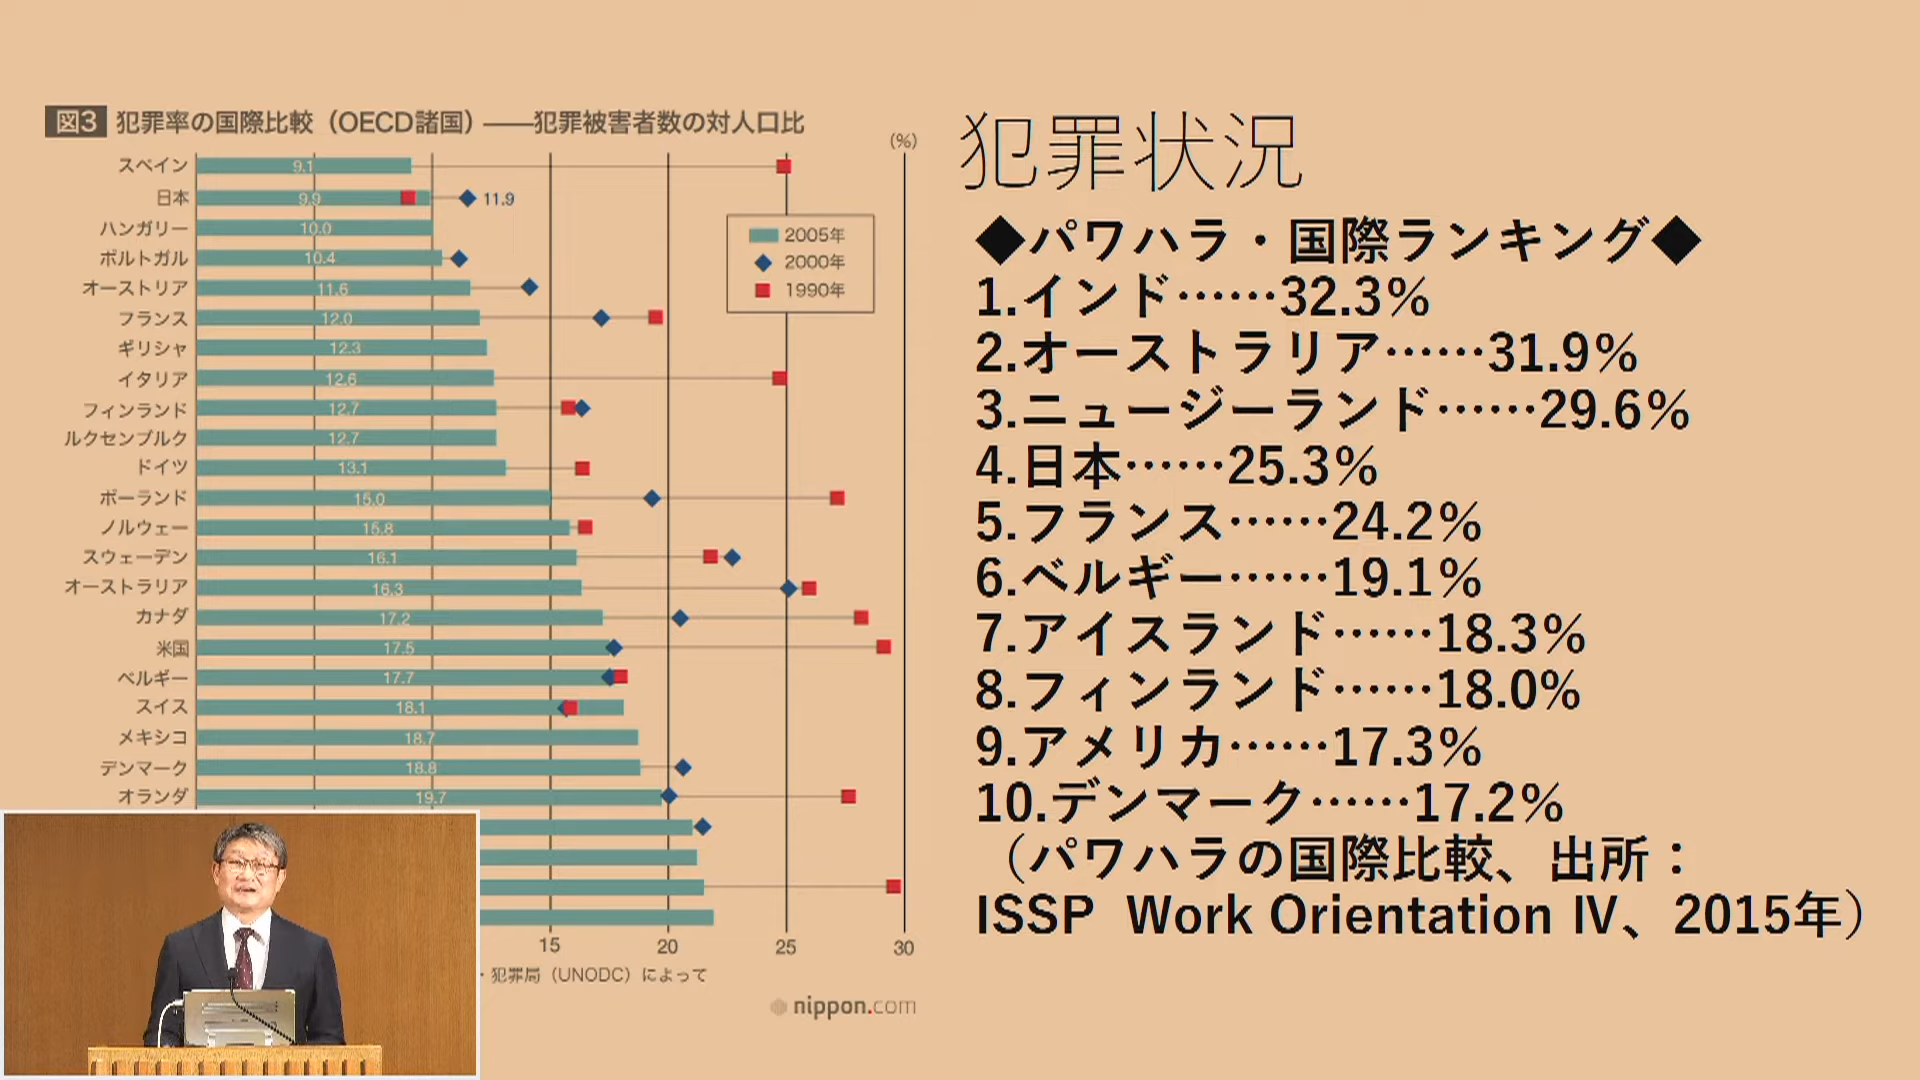 図3 犯罪率の国際比較（OECD諸国）——犯罪被害者数の対人口比
(%)
スペイン 9.1
日本 9.9 11.9
ハンガリー 10.0
ポルトガル 10.4
オーストリア 11.6
フランス 12.0
ギリシャ 12.3
イタリア 12.6
フィンランド 12.7
ルクセンブルク 12.7
ドイツ 13.1
ポーランド 15.0
ノルウェー 15.8
スウェーデン 16.1
オーストラリア 16.3
カナダ 17.2
米国 17.5
ベルギー 17.7
スイス 18.1
メキシコ 18.7
デンマーク 18.8
オランダ 19.7
2005年
2000年
1990年
15 20 25 30
・犯罪局（UNODC）によって
nippon.com
犯罪状況
◆パワハラ・国際ランキング◆
1.インド……32.3%
2.オーストラリア……31.9%
3.ニュージーランド……29.6%
4.日本……25.3%
5.フランス……24.2%
6.ベルギー……19.1%
7.アイスランド……18.3%
8.フィンランド……18.0%
9.アメリカ……17.3%
10.デンマーク……17.2%
（パワハラの国際比較、出所：
ISSP Work Orientation IV、2015年）